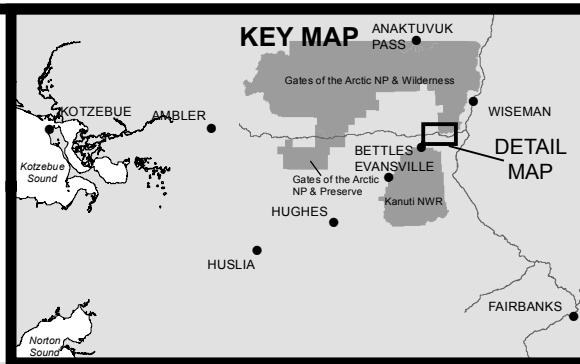 KEY MAP
ANAKTUVUK
PASS
Gates of the Arctic NP & Wilderness
WISEMAN
KOTZEBUE
AMBLER
Kotzebue
Sound
BETTLES
EVANSVILLE
DETAIL
MAP
Gates of the Arctic
NP & Preserve
Kanuti NWR
HUGHES
HUSLIA
FAIRBANKS
Norton
Sound